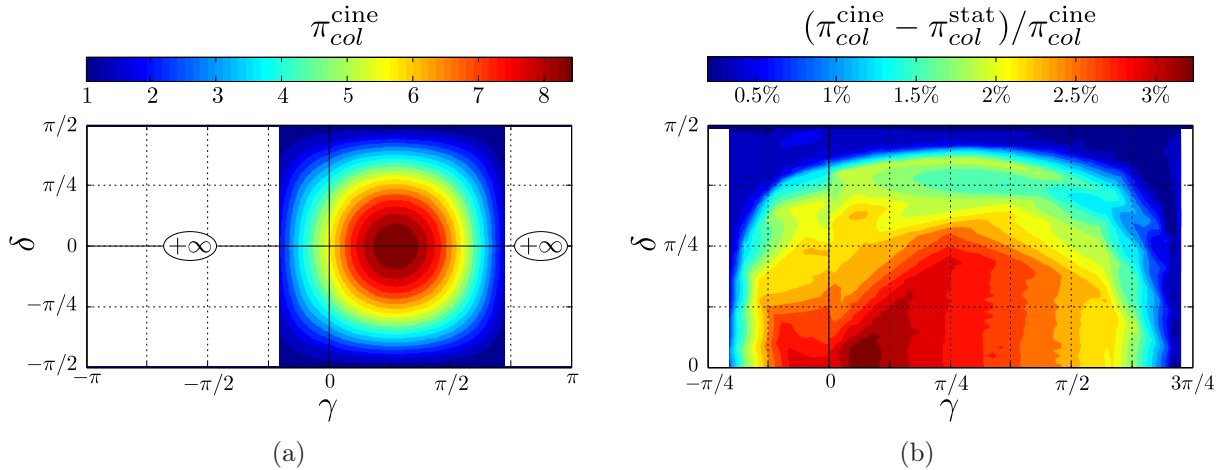 π_col^cine
1 2 3 4 5 6 7 8
π/2
π/4
δ 0 +∞ +∞
−π/4
−π/2
−π −π/2 0 π/2 π
γ
(a)
(π_col^cine − π_col^stat)/π_col^cine
0.5% 1% 1.5% 2% 2.5% 3%
π/2
δ π/4
0
−π/4 0 π/4 π/2 3π/4
γ
(b)